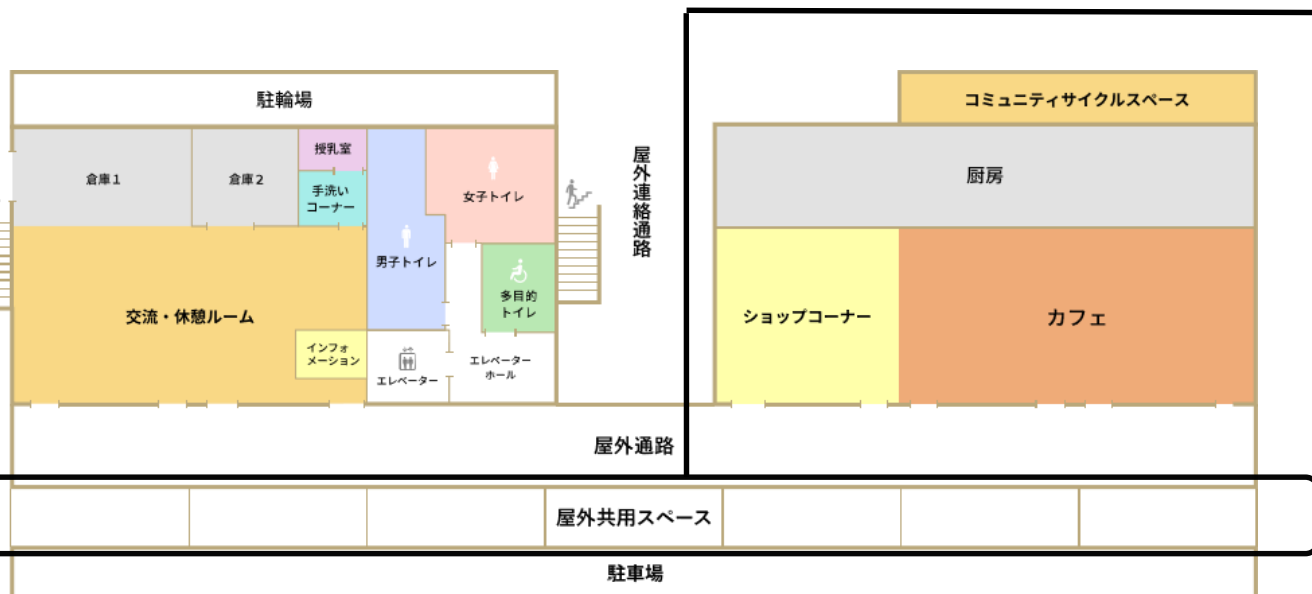 駐輪場
コミュニティサイクルスペース
倉庫1
倉庫2
授乳室
手洗い
コーナー
男子トイレ
女子トイレ
多目的
トイレ
屋外連絡通路
厨房
交流・休憩ルーム
インフォ
メーション
エレベーター
エレベーター
ホール
ショップコーナー
カフェ
屋外通路
屋外共用スペース
駐車場